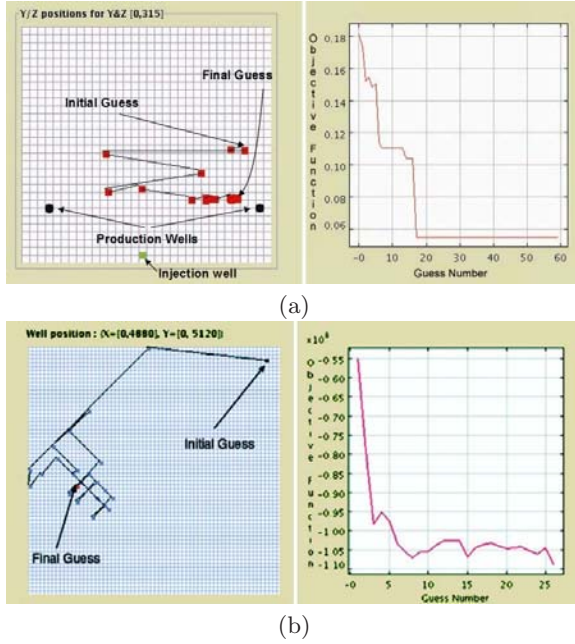 Y/Z positions for Y&Z [0,315]
Initial Guess
Final Guess
Production Wells
Injection well
Objective Function
0.18
0.16
0.14
0.12
0.10
0.08
0.06
-0 10 20 30 40 50 60
Guess Number
(a)
Well position : (X=[0,4880], Y=[0, 5120])
Initial Guess
Final Guess
Objective Function
-0.55
-0.60
-0.65
-0.70
-0.75
-0.80
-0.85
-0.90
-0.95
-1.00
-1.05
-1.10
-0 5 10 15 20 25
Guess Number
(b)